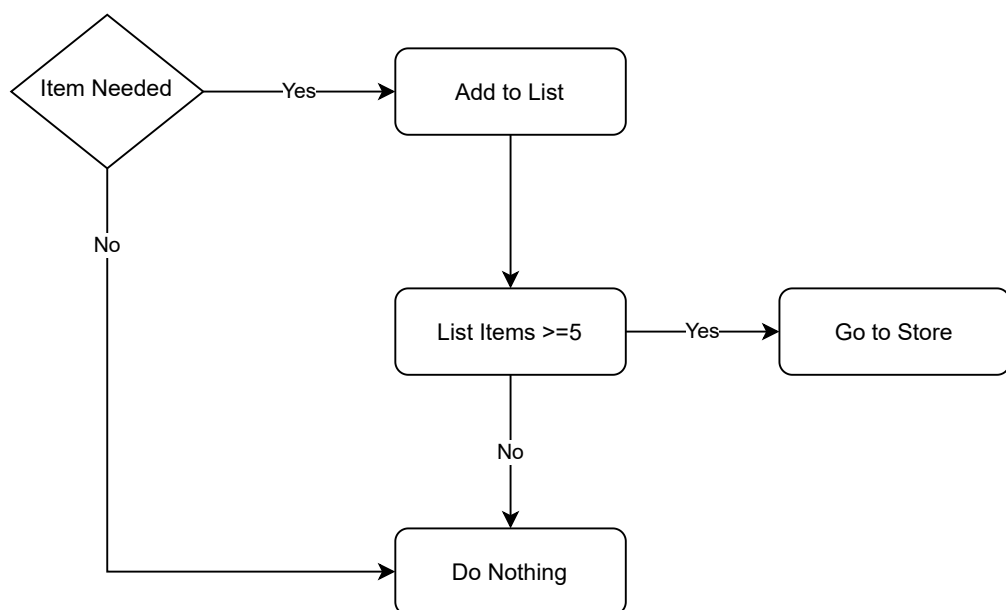 Item Needed
Yes
Add to List
No
List Items >=5
Yes
Go to Store
No
Do Nothing